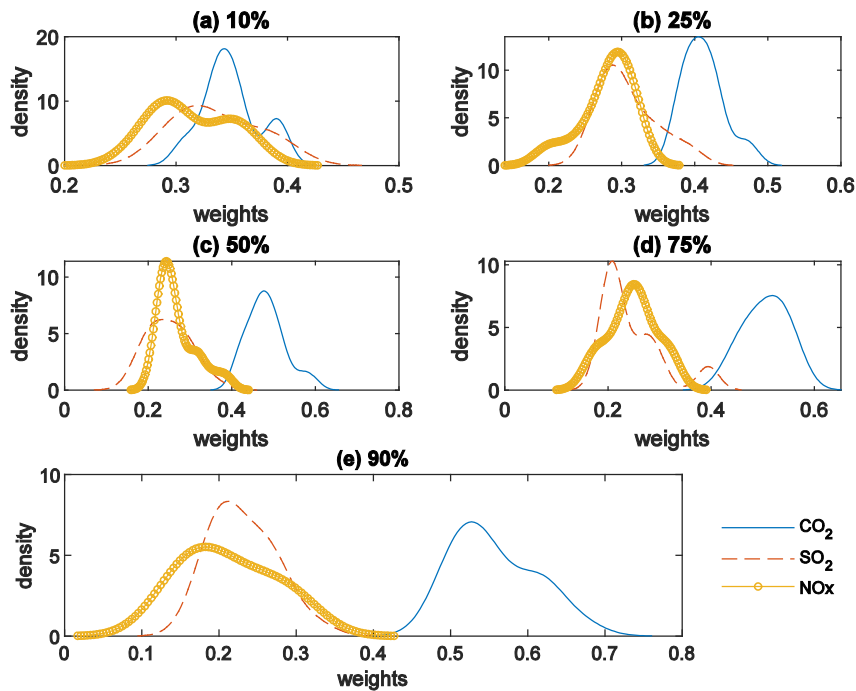 (a) 10%
20
10
0
density
0.2 0.3 0.4 0.5
weights
(b) 25%
10
5
0
density
0.2 0.3 0.4 0.5 0.6
weights
(c) 50%
10
5
0
density
0 0.2 0.4 0.6 0.8
weights
(d) 75%
10
5
0
density
0 0.2 0.4 0.6
weights
(e) 90%
10
5
0
density
0 0.1 0.2 0.3 0.4 0.5 0.6 0.7 0.8
weights
CO₂
SO₂
NOx